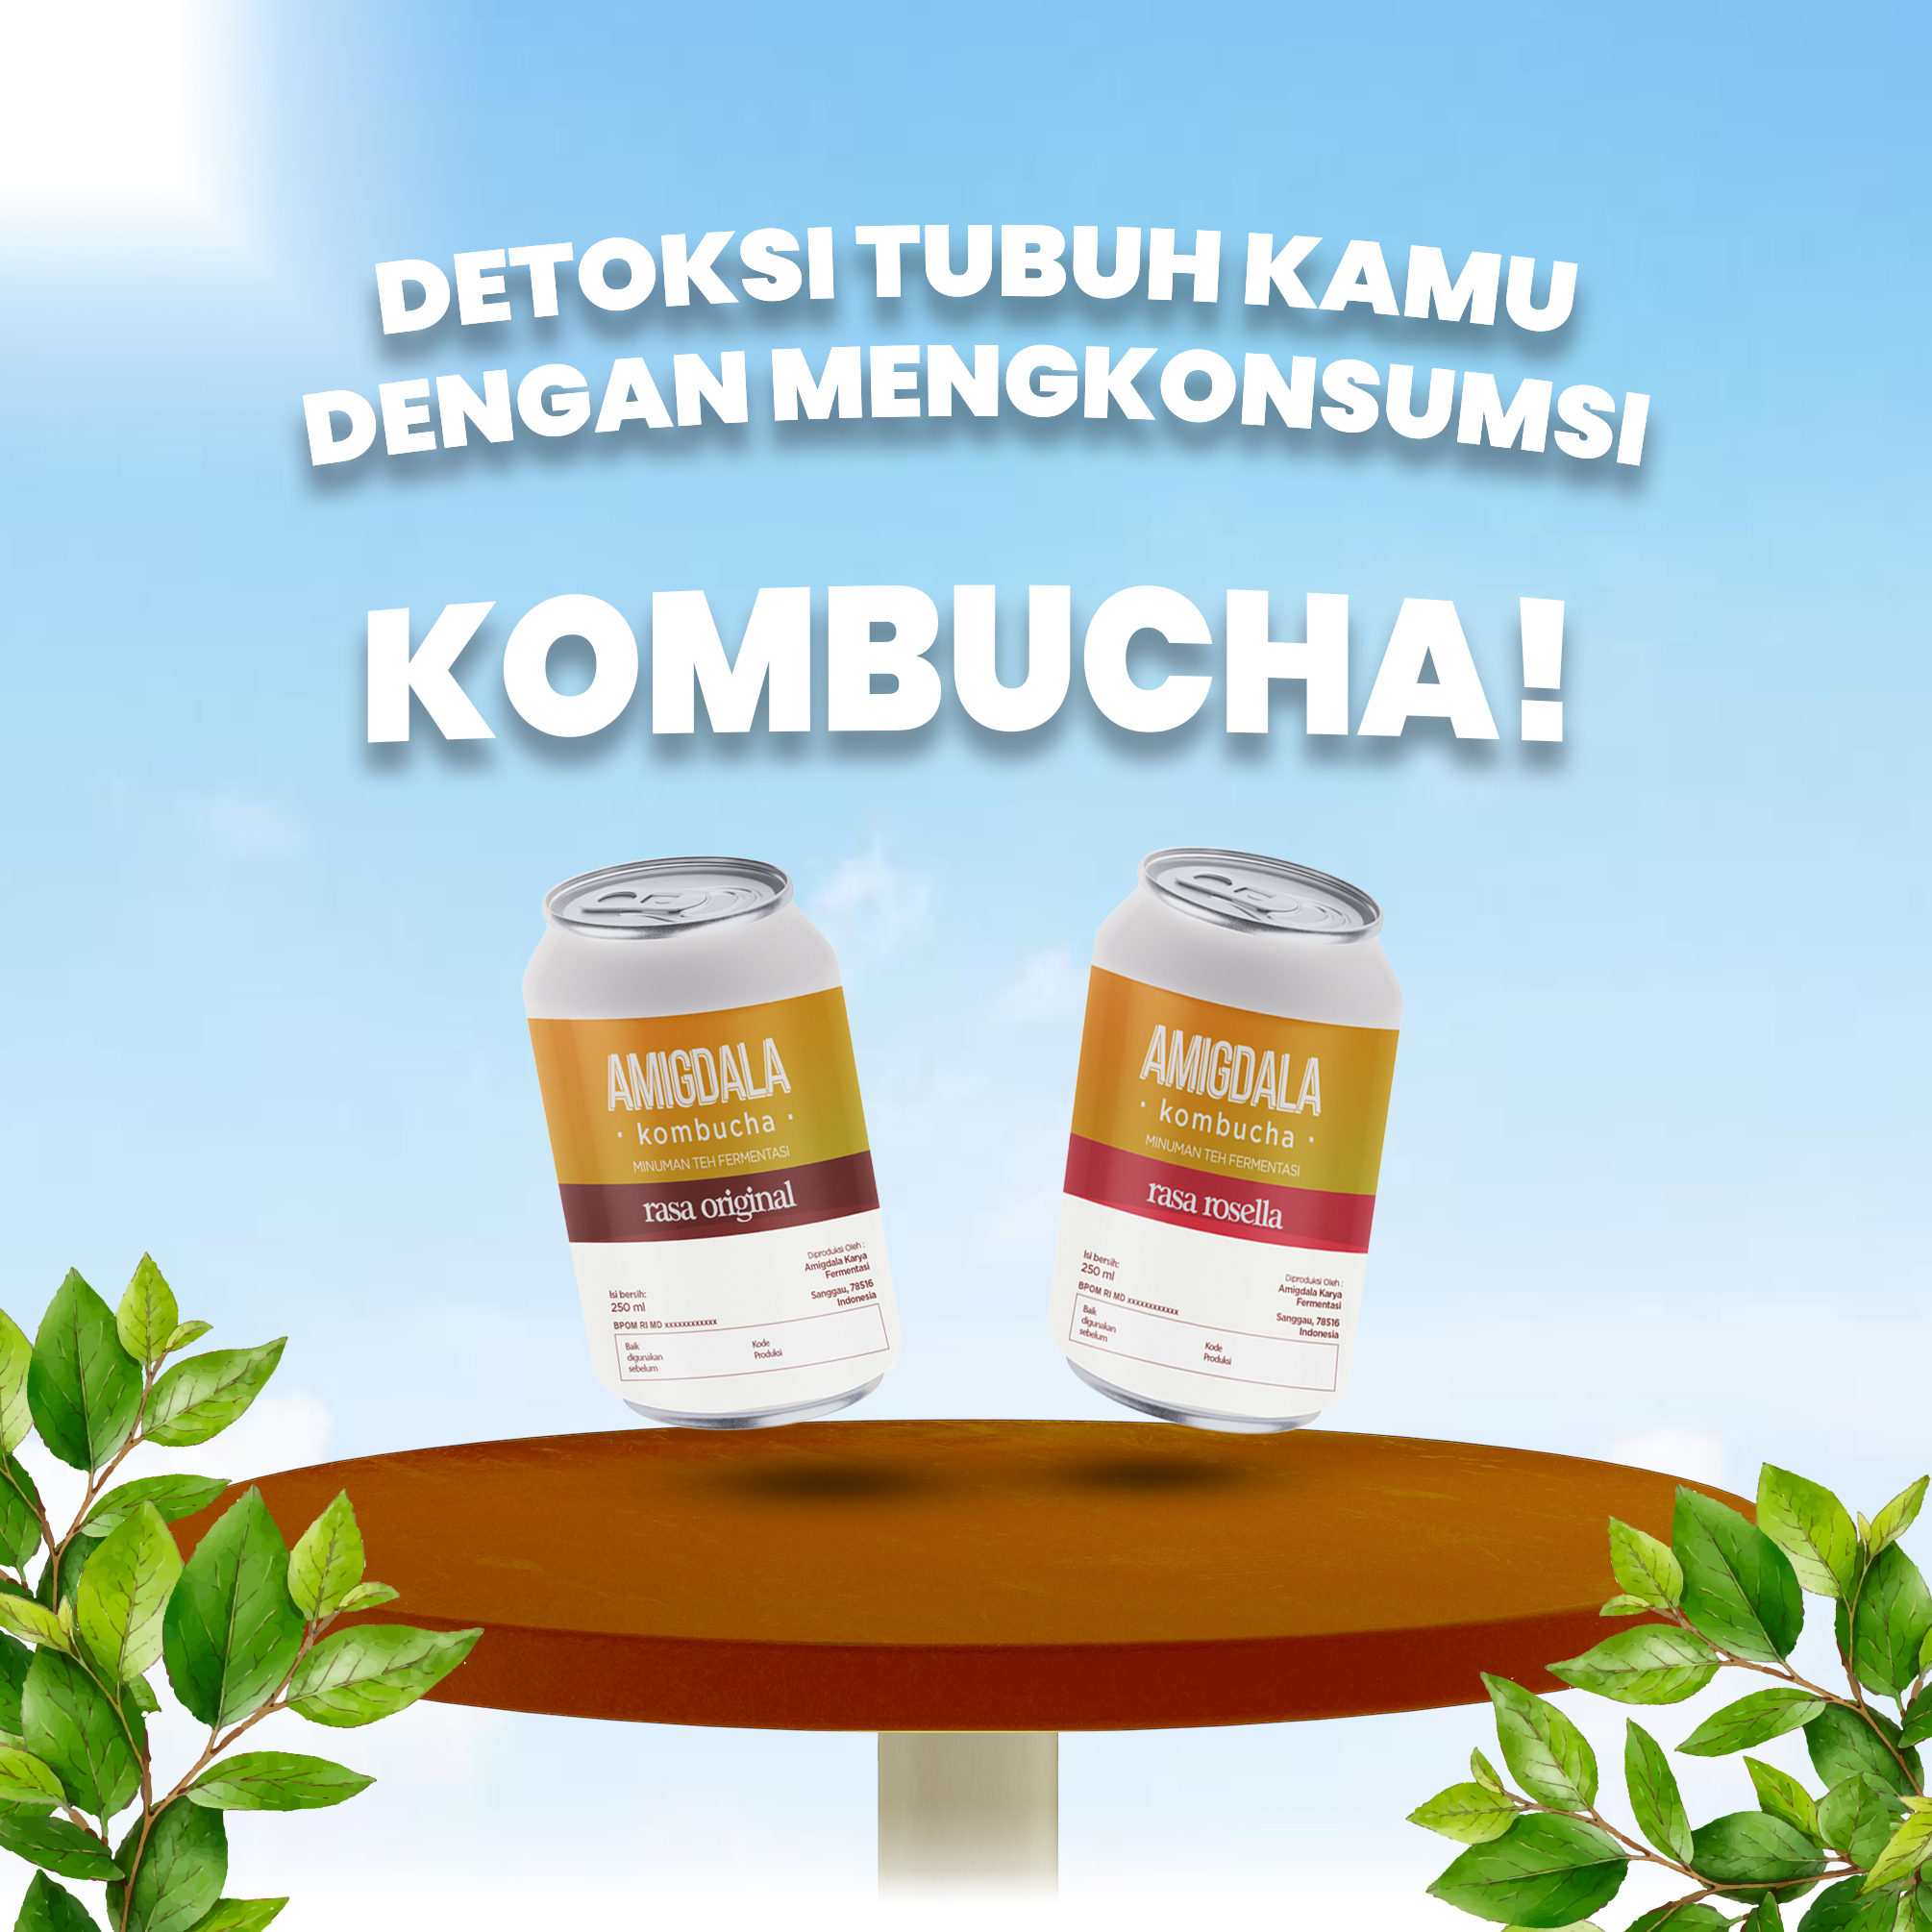 DETOKSI TUBUH KAMU
DENGAN MENGKONSUMSI
KOMBUCHA!
AMIGDALA
· kombucha ·
MINUMAN TEH FERMENTASI
rasa original
Diproduksi Oleh :
Amigdala Karya
Fermentasi
Sanggau, 78516
Indonesia
Isi bersih:
250 ml
BPOM RI MD xxxxxxxxxxxx
Baik
digunakan
sebelum
Kode
Produksi
AMIGDALA
· kombucha ·
MINUMAN TEH FERMENTASI
rasa rosella
Isi bersih:
250 ml
BPOM RI MD xxxxxxxxxxxx
Diproduksi Oleh :
Amigdala Karya
Fermentasi
Sanggau, 78516
Indonesia
Baik
digunakan
sebelum
Kode
Produksi